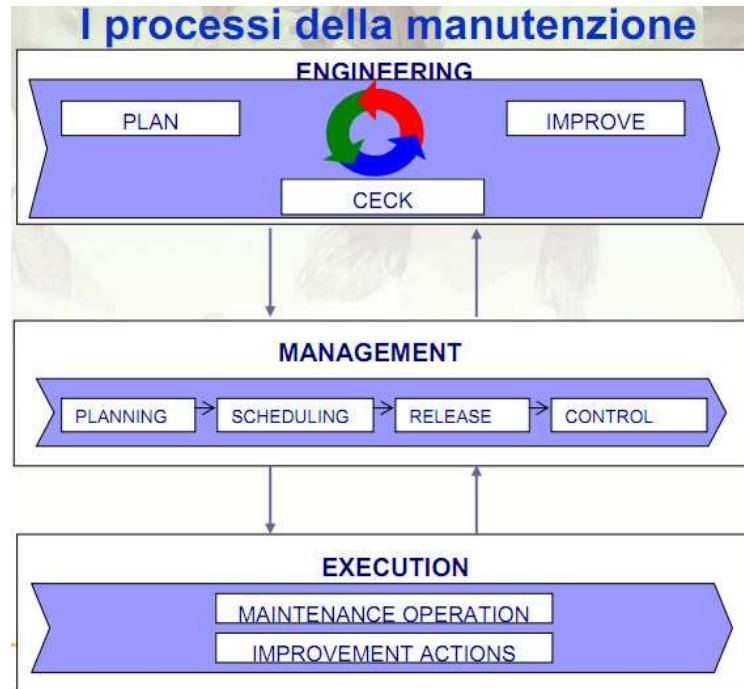 I processi della manutenzione
ENGINEERING
PLAN
IMPROVE
CECK
MANAGEMENT
PLANNING
SCHEDULING
RELEASE
CONTROL
EXECUTION
MAINTENANCE OPERATION
IMPROVEMENT ACTIONS